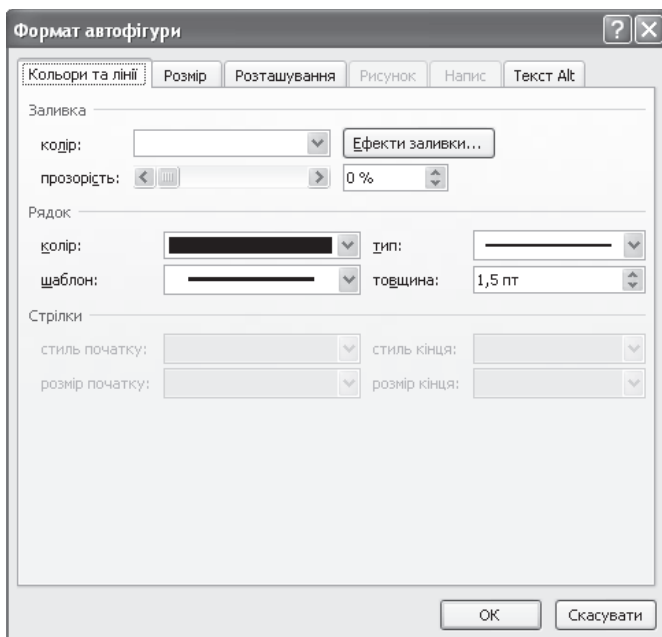 Формат автофігури
Кольори та лінії Розмір Розташування Рисунок Напис Текст Alt
Заливка
колір: Ефекти заливки...
прозорість: 0 %
Рядок
колір: тип:
шаблон: товщина: 1,5 пт
Стрілки
стиль початку: стиль кінця:
розмір початку: розмір кінця:
ОК Скасувати